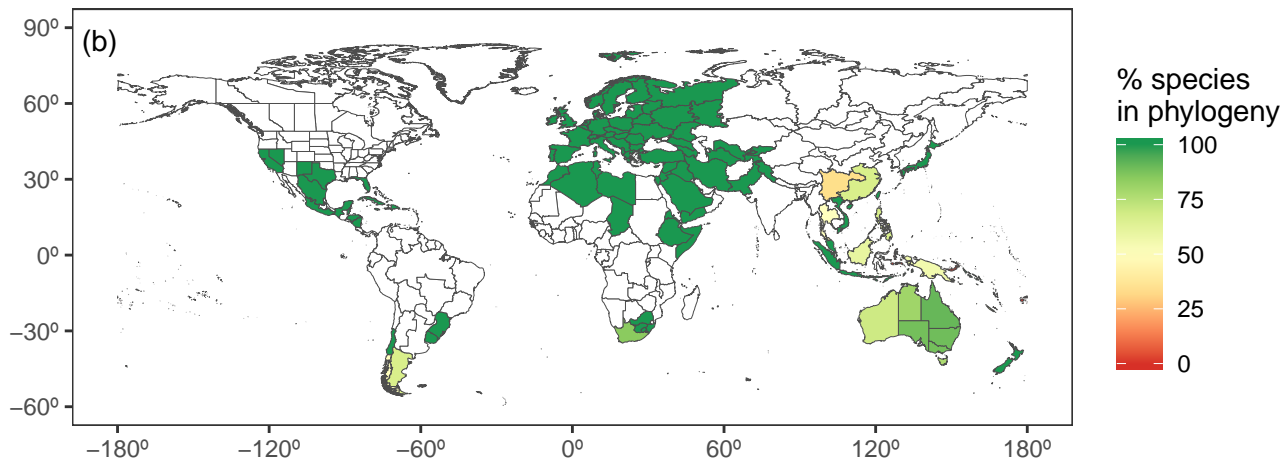 (b)
90º
60º
30º
0º
−30º
−60º
−180º
−120º
−60º
0º
60º
120º
180º
% species
in phylogeny
100
75
50
25
0